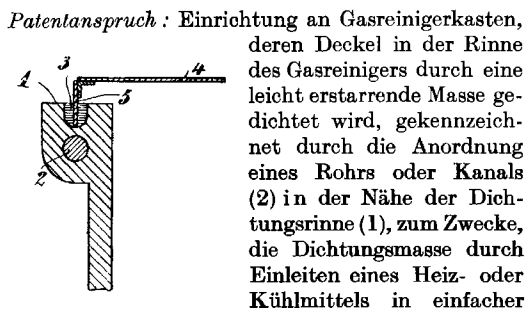 Patentanspruch: Einrichtung an Gasreinigerkasten,
deren Deckel in der Rinne
des Gasreinigers durch eine
leicht erstarrende Masse ge-
dichtet wird, gekennzeich-
net durch die Anordnung
eines Rohrs oder Kanals
(2) in der Nähe der Dich-
tungsrinne (1), zum Zwecke,
die Dichtungsmasse durch
Einleiten eines Heiz- oder
Kühlmittels in einfacher
1
3
4
5
2